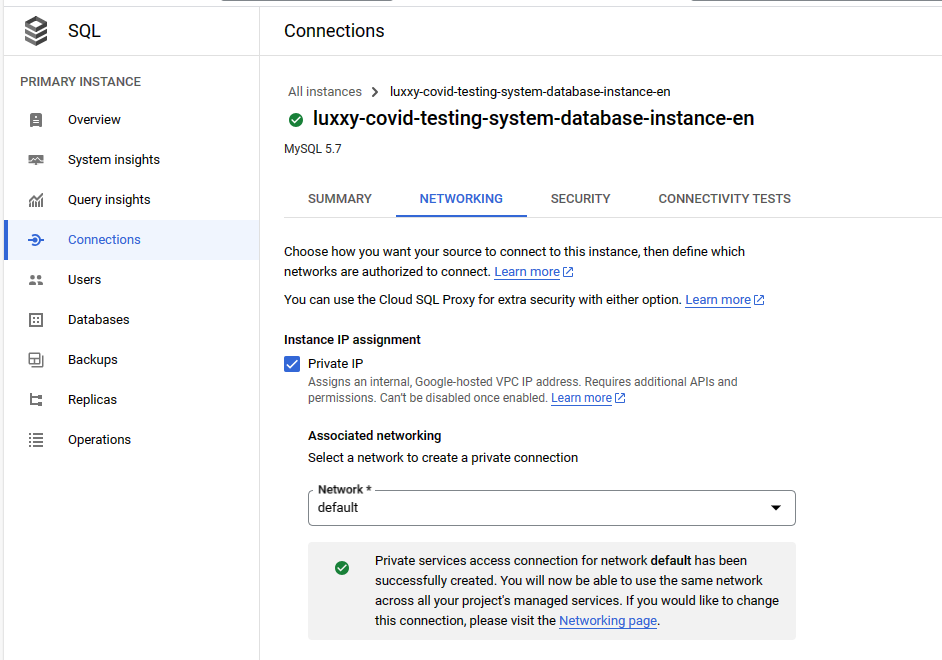 SQL
Connections
PRIMARY INSTANCE
Overview
System insights
Query insights
Connections
Users
Databases
Backups
Replicas
Operations
All instances
luxxy-covid-testing-system-database-instance-en
luxxy-covid-testing-system-database-instance-en
MySQL 5.7
SUMMARY
NETWORKING
SECURITY
CONNECTIVITY TESTS
Choose how you want your source to connect to this instance, then define which
networks are authorized to connect. Learn more
You can use the Cloud SQL Proxy for extra security with either option. Learn more
Instance IP assignment
Private IP
Assigns an internal, Google-hosted VPC IP address. Requires additional APIs and
permissions. Can't be disabled once enabled. Learn more
Associated networking
Select a network to create a private connection
Network *
default
Private services access connection for network default has been
successfully created. You will now be able to use the same network
across all your project's managed services. If you would like to change
this connection, please visit the Networking page.